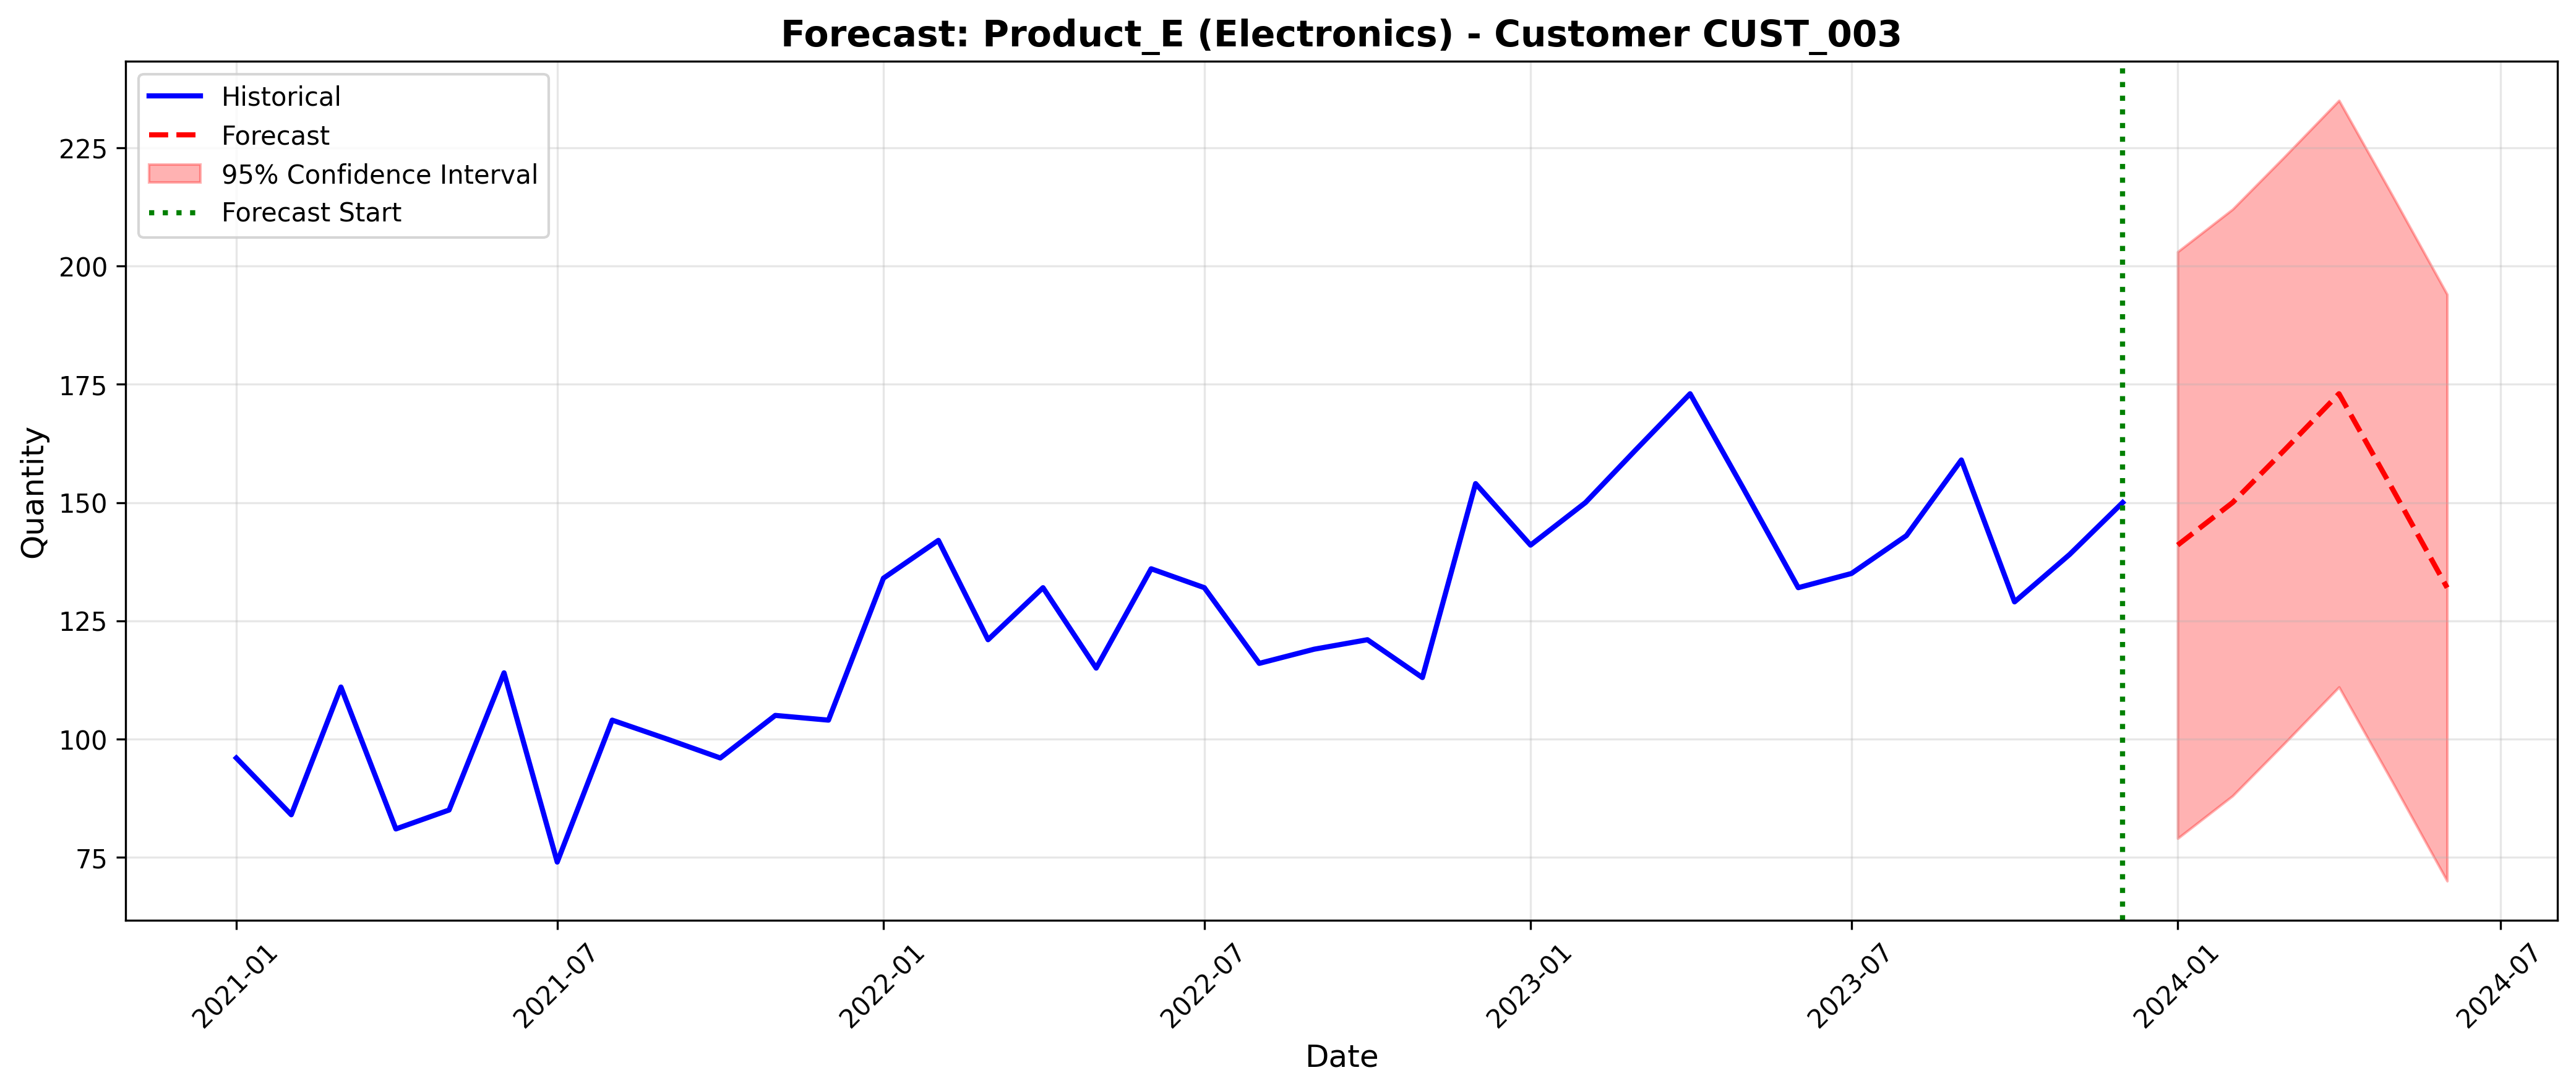 Forecast: Product_E (Electronics) - Customer CUST_003
Historical
Forecast
95% Confidence Interval
Forecast Start
225
200
175
150
125
100
75
Quantity
2021-01
2021-07
2022-01
2022-07
2023-01
2023-07
2024-01
2024-07
Date